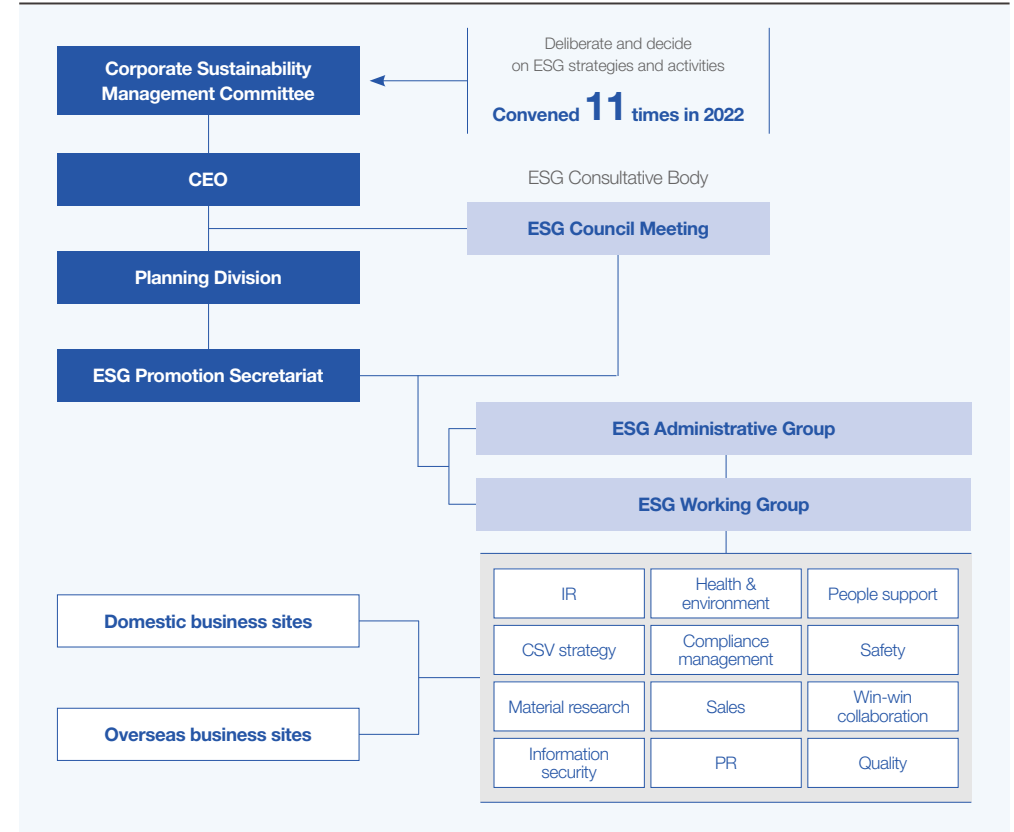 Corporate Sustainability
Management Committee
Deliberate and decide
on ESG strategies and activities
Convened 11 times in 2022
CEO
ESG Consultative Body
ESG Council Meeting
Planning Division
ESG Promotion Secretariat
ESG Administrative Group
ESG Working Group
IR
Health &
environment
People support
CSV strategy
Compliance
management
Safety
Material research
Sales
Win-win
collaboration
Information
security
PR
Quality
Domestic business sites
Overseas business sites